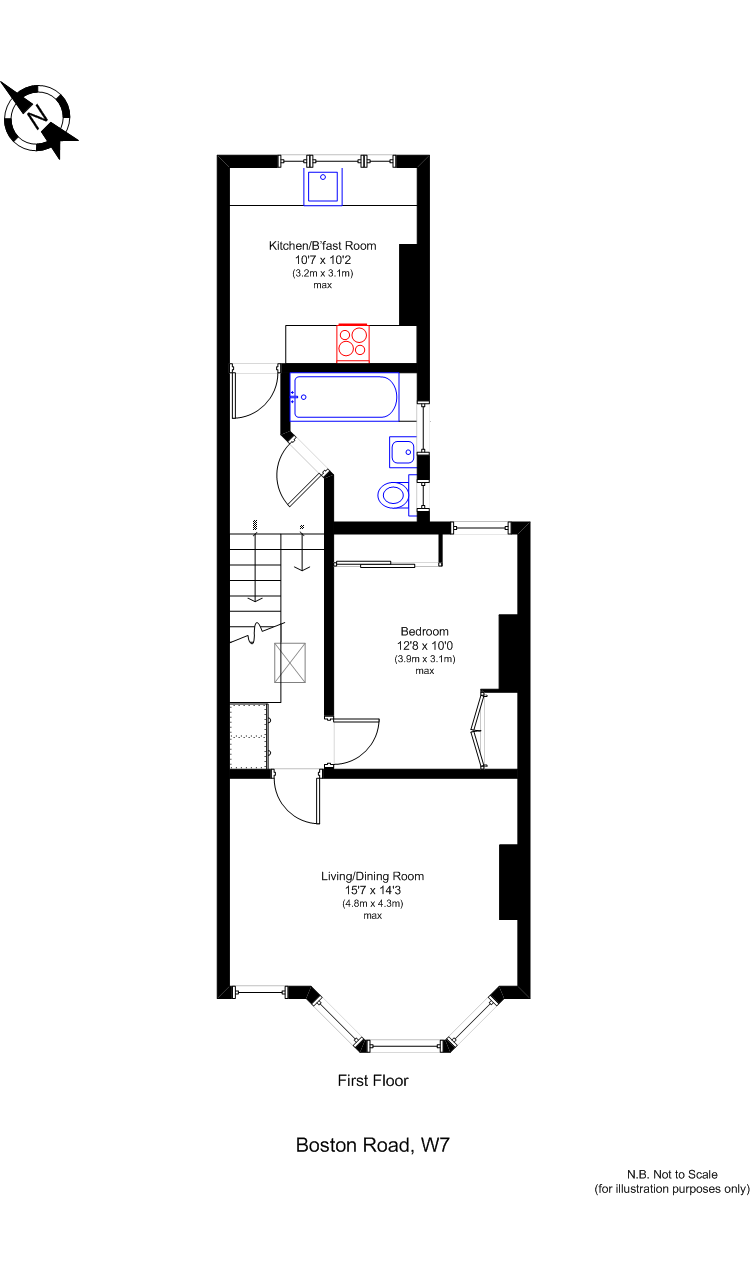 N
Kitchen/B'fast Room
10'7 x 10'2
(3.2m x 3.1m)
max
Bedroom
12'8 x 10'0
(3.9m x 3.1m)
max
Living/Dining Room
15'7 x 14'3
(4.8m x 4.3m)
max
First Floor
Boston Road, W7
N.B. Not to Scale
(for illustration purposes only)